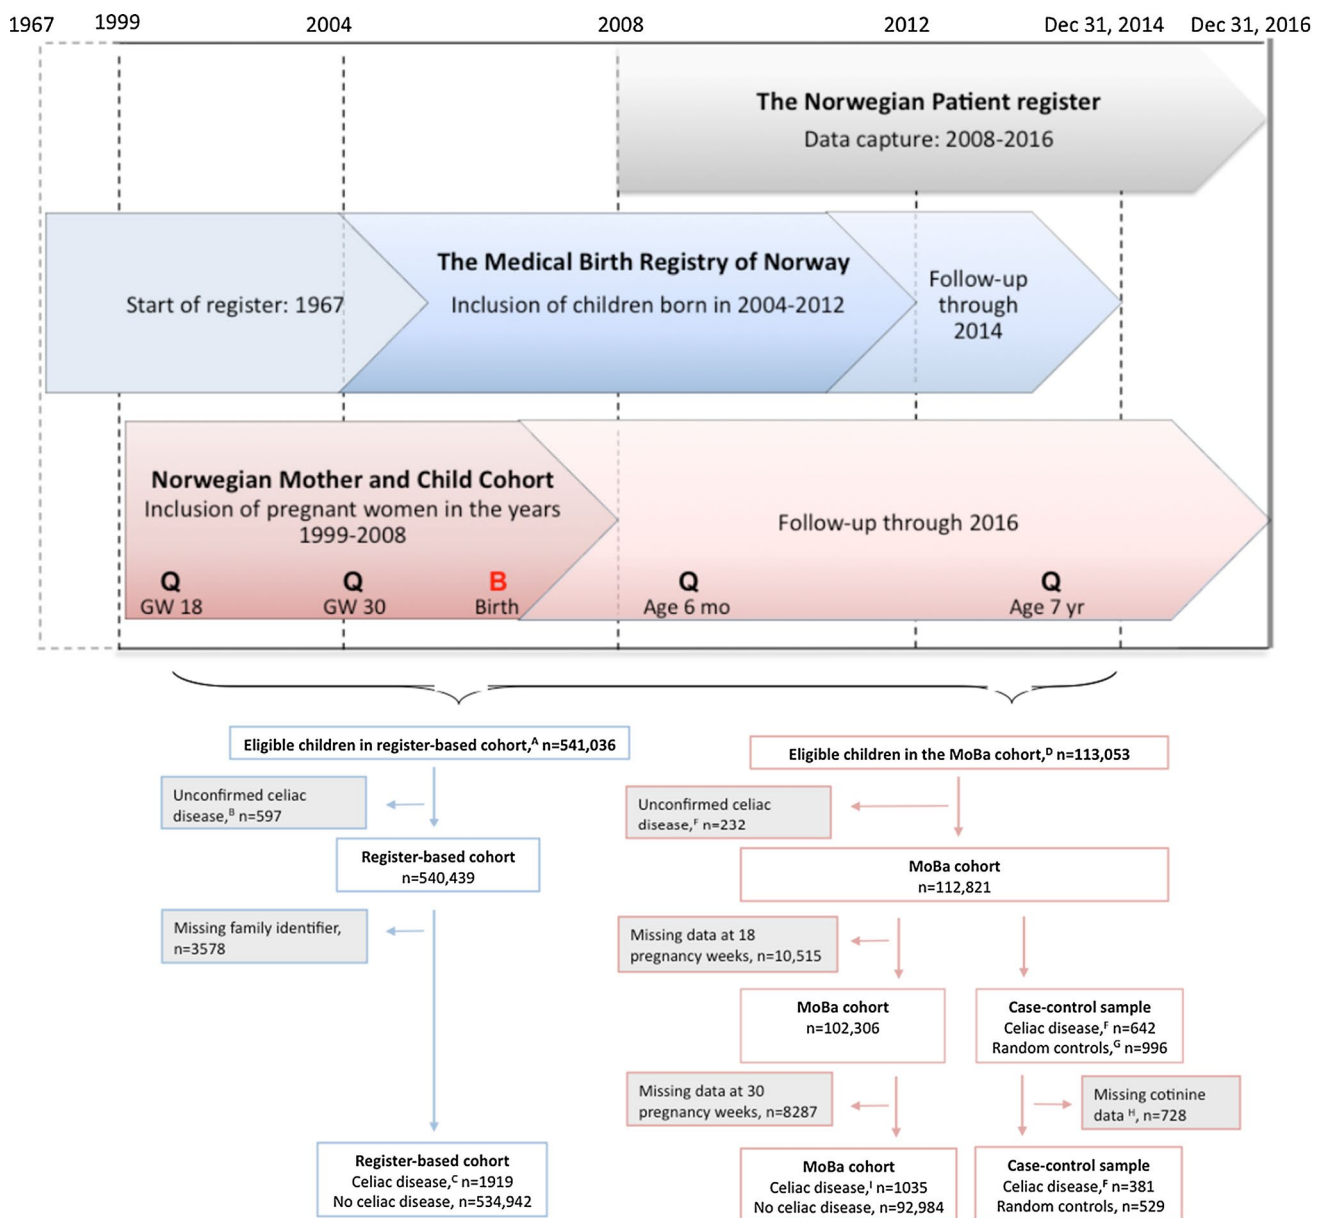 1967 1999 2004 2008 2012 Dec 31, 2014 Dec 31, 2016
The Norwegian Patient register
Data capture: 2008-2016
Start of register: 1967
The Medical Birth Registry of Norway
Inclusion of children born in 2004-2012
Follow-up
through
2014
Norwegian Mother and Child Cohort
Inclusion of pregnant women in the years
1999-2008
Q
GW 18
Q
GW 30
B
Birth
Follow-up through 2016
Q
Age 6 mo
Q
Age 7 yr
Eligible children in register-based cohort,A n=541,036
Unconfirmed celiac
disease,B n=597
Register-based cohort
n=540,439
Missing family identifier,
n=3578
Register-based cohort
Celiac disease,C n=1919
No celiac disease, n=534,942
Eligible children in the MoBa cohort,D n=113,053
Unconfirmed celiac
disease,F n=232
MoBa cohort
n=112,821
Missing data at 18
pregnancy weeks, n=10,515
MoBa cohort
n=102,306
Case-control sample
Celiac disease,F n=642
Random controls,G n=996
Missing data at 30
pregnancy weeks, n=8287
Missing cotinine
data H, n=728
MoBa cohort
Celiac disease,I n=1035
No celiac disease, n=92,984
Case-control sample
Celiac disease,F n=381
Random controls, n=529